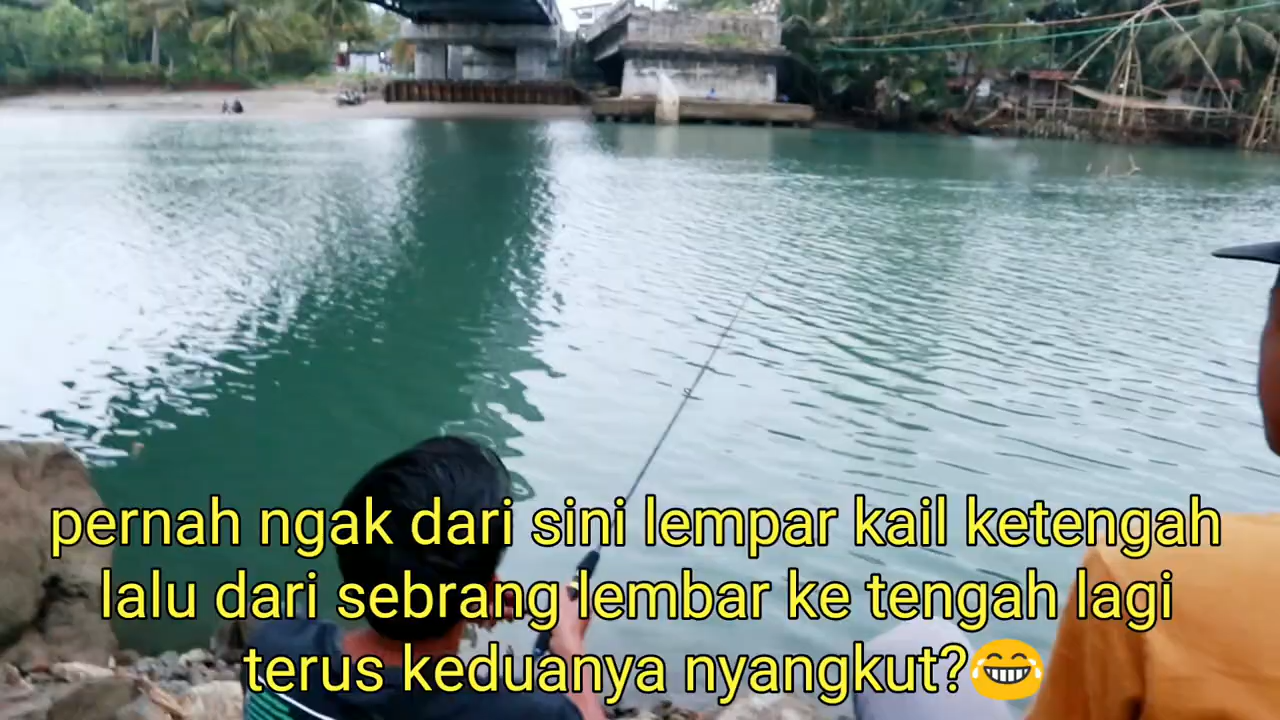 pernah ngak dari sini lempar kail ketengah
lalu dari sebrang lembar ke tengah lagi
terus keduanya nyangkut?😂